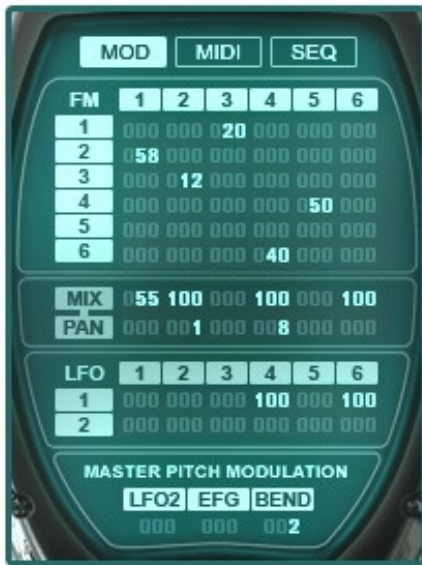 MOD MIDI SEQ
FM 1 2 3 4 5 6
1 000 000 020 000 000 000
2 058 000 000 000 000 000
3 000 012 000 000 000 000
4 000 000 000 000 050 000
5 000 000 000 000 000 000
6 000 000 000 040 000 000
MIX 055 100 000 100 000 100
PAN 000 001 000 008 000 000
LFO 1 2 3 4 5 6
1 000 000 000 100 000 100
2 000 000 000 000 000 000
MASTER PITCH MODULATION
LFO2 EFG BEND
000 000 002